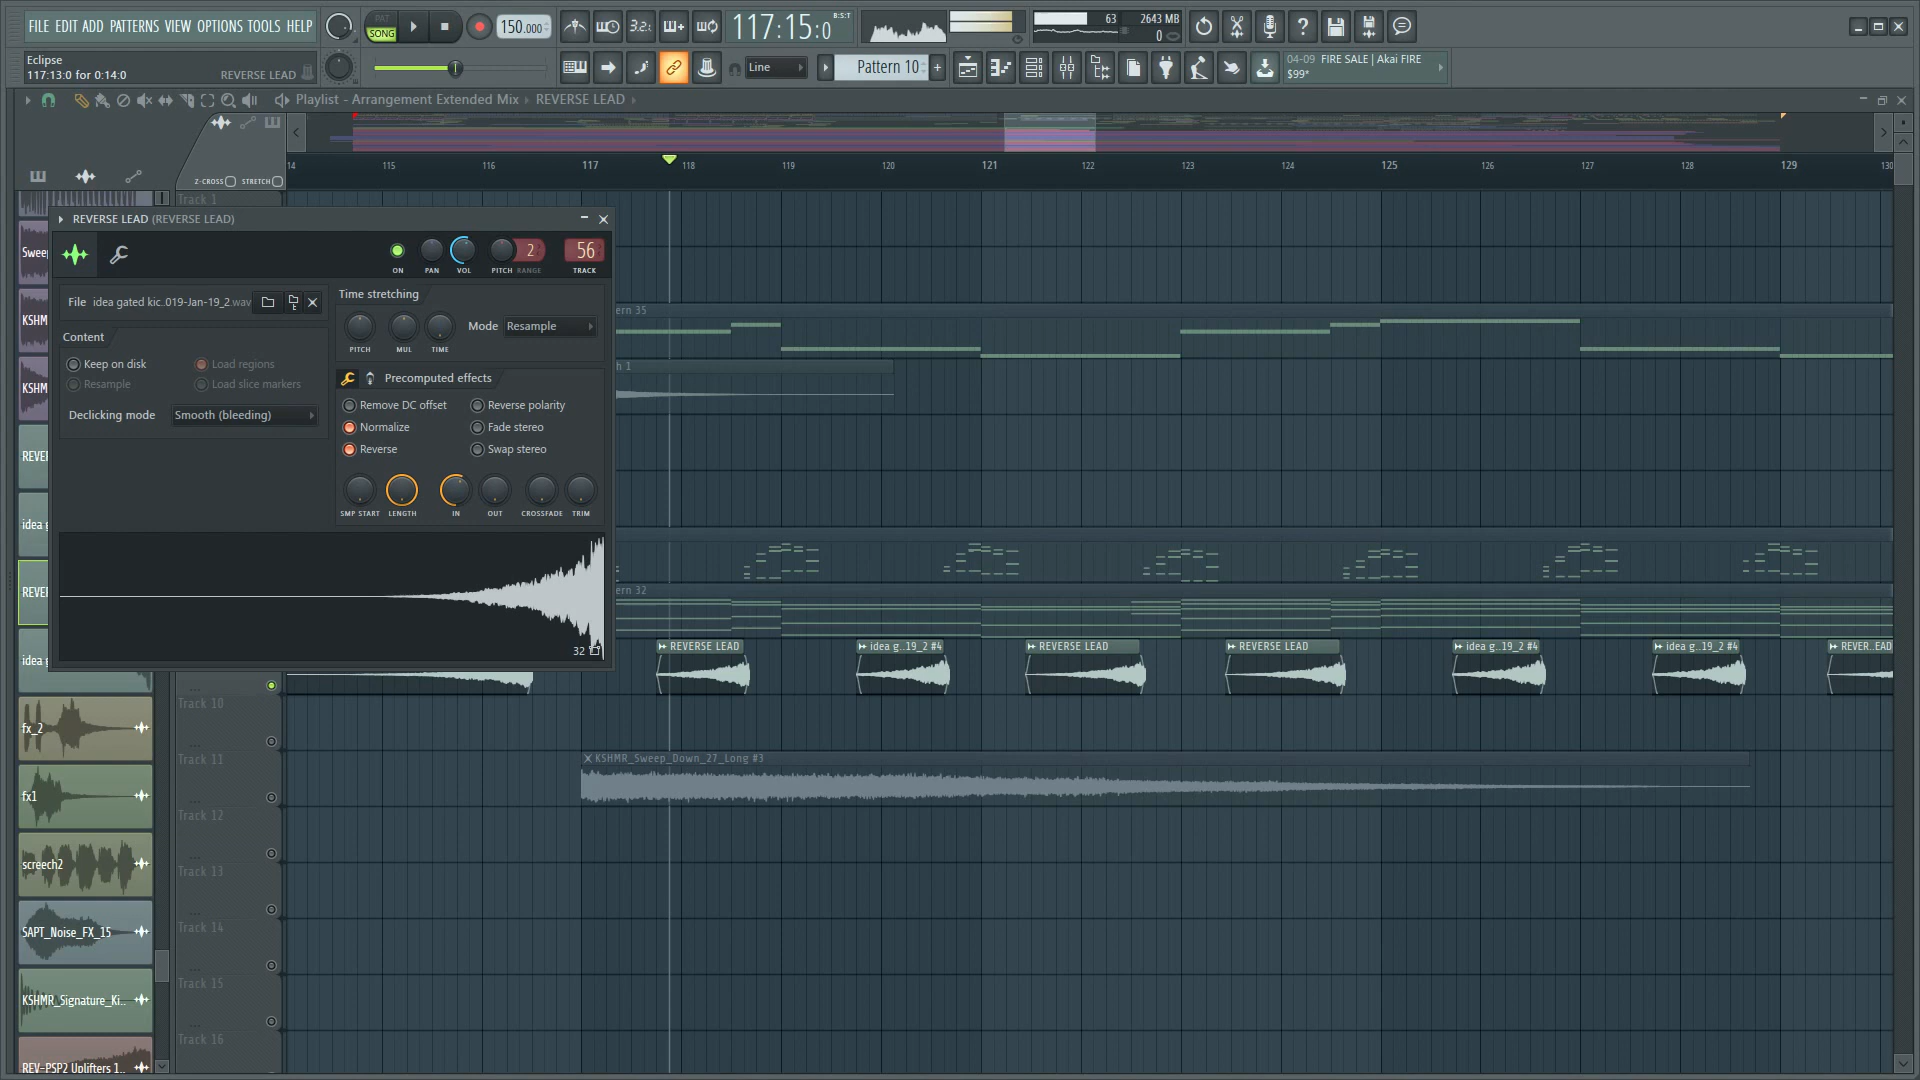 FILE EDIT ADD PATTERNS VIEW OPTIONS TOOLS HELP
PAT
SONG
150.000
3.2.
117:15:0
B:S:T
63
2643 MB
0
Eclipse
117:13:0 for 0:14:0
REVERSE LEAD
Line
Pattern 10
+
04-09 FIRE SALE | Akai FIRE
$99*
Playlist - Arrangement Extended Mix › REVERSE LEAD
Z-CROSS STRETCH
14 115 116 117 118 119 120 121 122 123 124 125 126 127 128 129 130
Track 1
REVERSE LEAD (REVERSE LEAD)
2
56
ON PAN VOL PITCH RANGE TRACK
File idea gated kic..019-Jan-19_2.wav
Time stretching
PITCH MUL TIME
Mode Resample
Content
Keep on disk
Load regions
Resample
Load slice markers
Declicking mode Smooth (bleeding)
Precomputed effects
Remove DC offset
Reverse polarity
Normalize
Fade stereo
Reverse
Swap stereo
SMP START LENGTH IN OUT CROSSFADE TRIM
32
Sweep
KSHM
KSHM
REVE
idea g
REVE
idea g
fx_2
fx1
screech2
SAPT_Noise_FX_15
KSHMR_Signature_Ki..
REV-PSP2 Uplifters 1..
tern 35
h 1
tern 32
REVERSE LEAD
idea g..19_2 #4
REVERSE LEAD
REVERSE LEAD
idea g..19_2 #4
idea g..19_2 #4
REVER..EAD
Track 10
Track 11
KSHMR_Sweep_Down_27_Long #3
Track 12
Track 13
Track 14
Track 15
Track 16